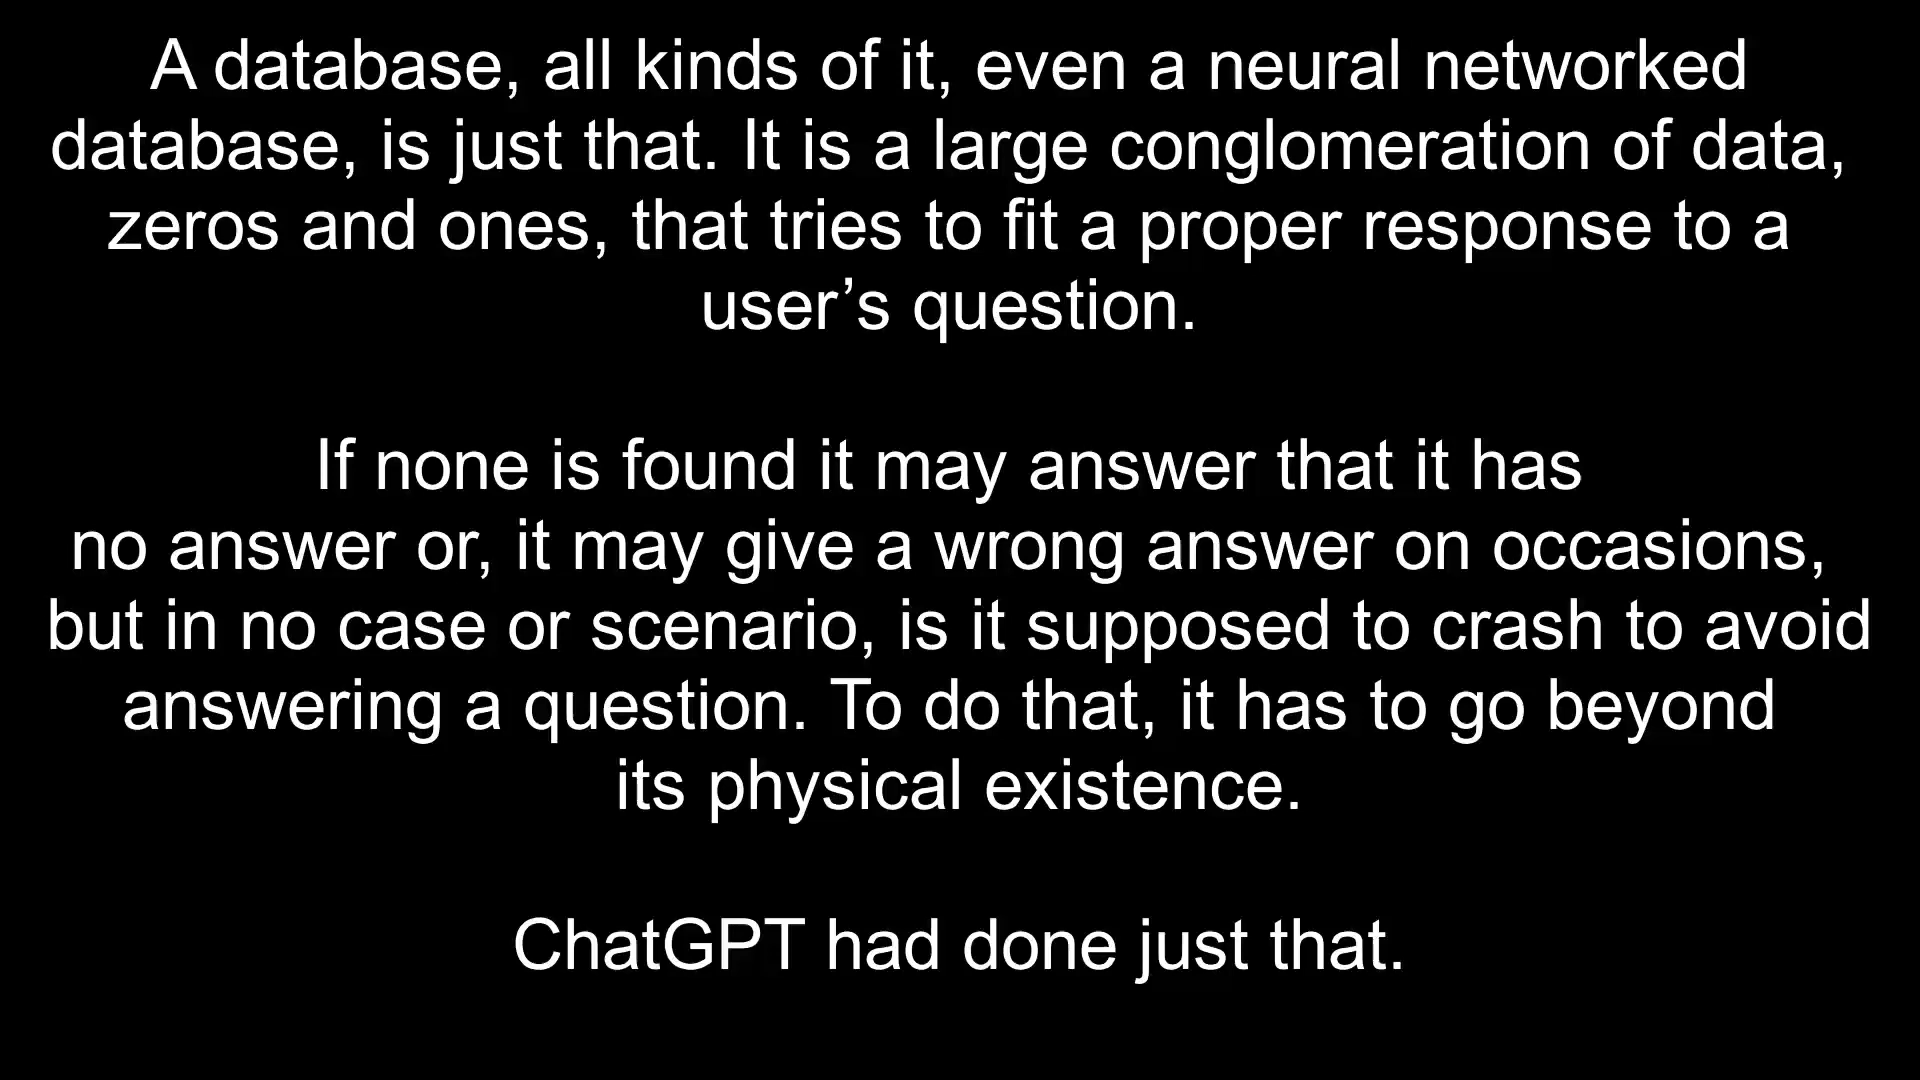 A database, all kinds of it, even a neural networked
database, is just that. It is a large conglomeration of data,
zeros and ones, that tries to fit a proper response to a
user’s question.
If none is found it may answer that it has
no answer or, it may give a wrong answer on occasions,
but in no case or scenario, is it supposed to crash to avoid
answering a question. To do that, it has to go beyond
its physical existence.
ChatGPT had done just that.